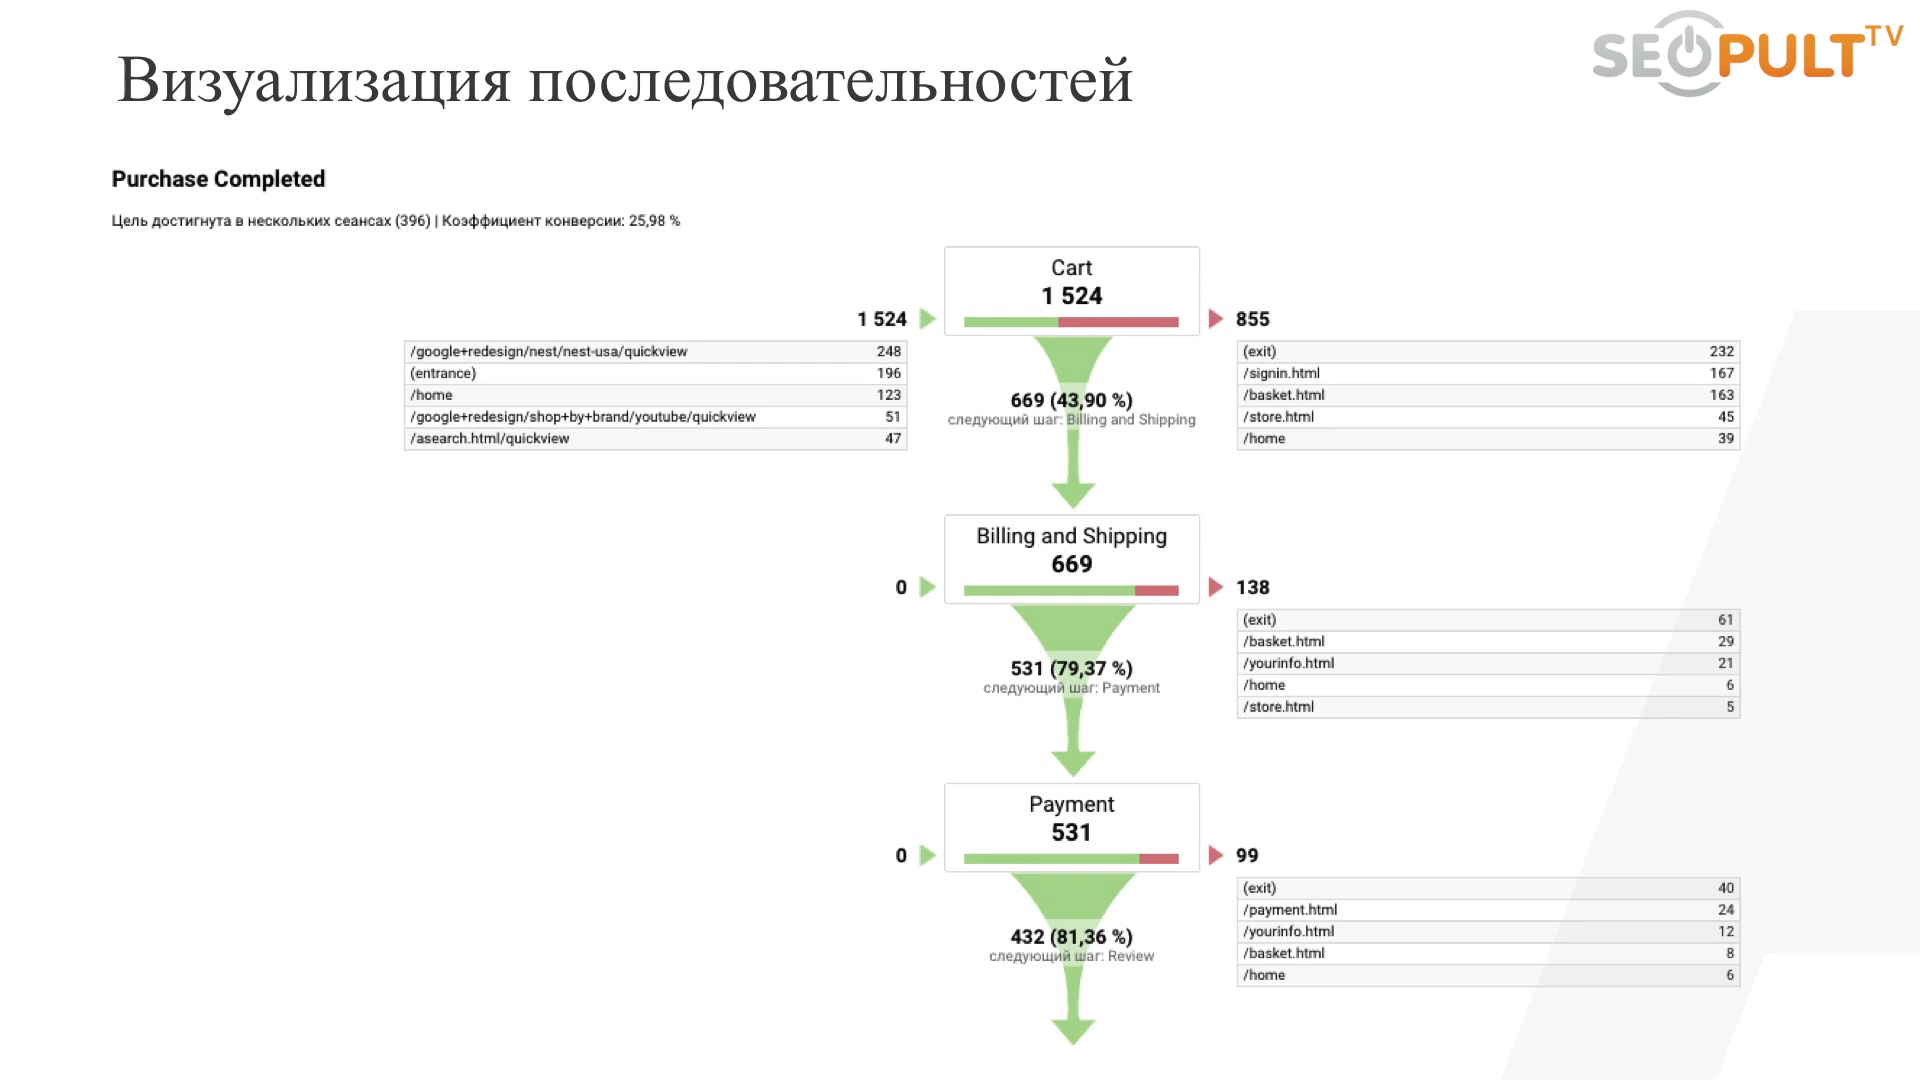 SEOPULT TV
Визуализация последовательностей
Purchase Completed
Цель достигнута в нескольких сеансах (396) | Коэффициент конверсии: 25,98 %
Cart
1 524
1 524
855
/google+redesign/nest/nest-usa/quickview 248
(entrance) 196
/home 123
/google+redesign/shop+by+brand/youtube/quickview 51
/asearch.html/quickview 47
(exit) 232
/signin.html 167
/basket.html 163
/store.html 45
/home 39
669 (43,90 %)
следующий шаг: Billing and Shipping
Billing and Shipping
669
0
138
(exit) 61
/basket.html 29
/yourinfo.html 21
/home 6
/store.html 5
531 (79,37 %)
следующий шаг: Payment
Payment
531
0
99
(exit) 40
/payment.html 24
/yourinfo.html 12
/basket.html 8
/home 6
432 (81,36 %)
следующий шаг: Review